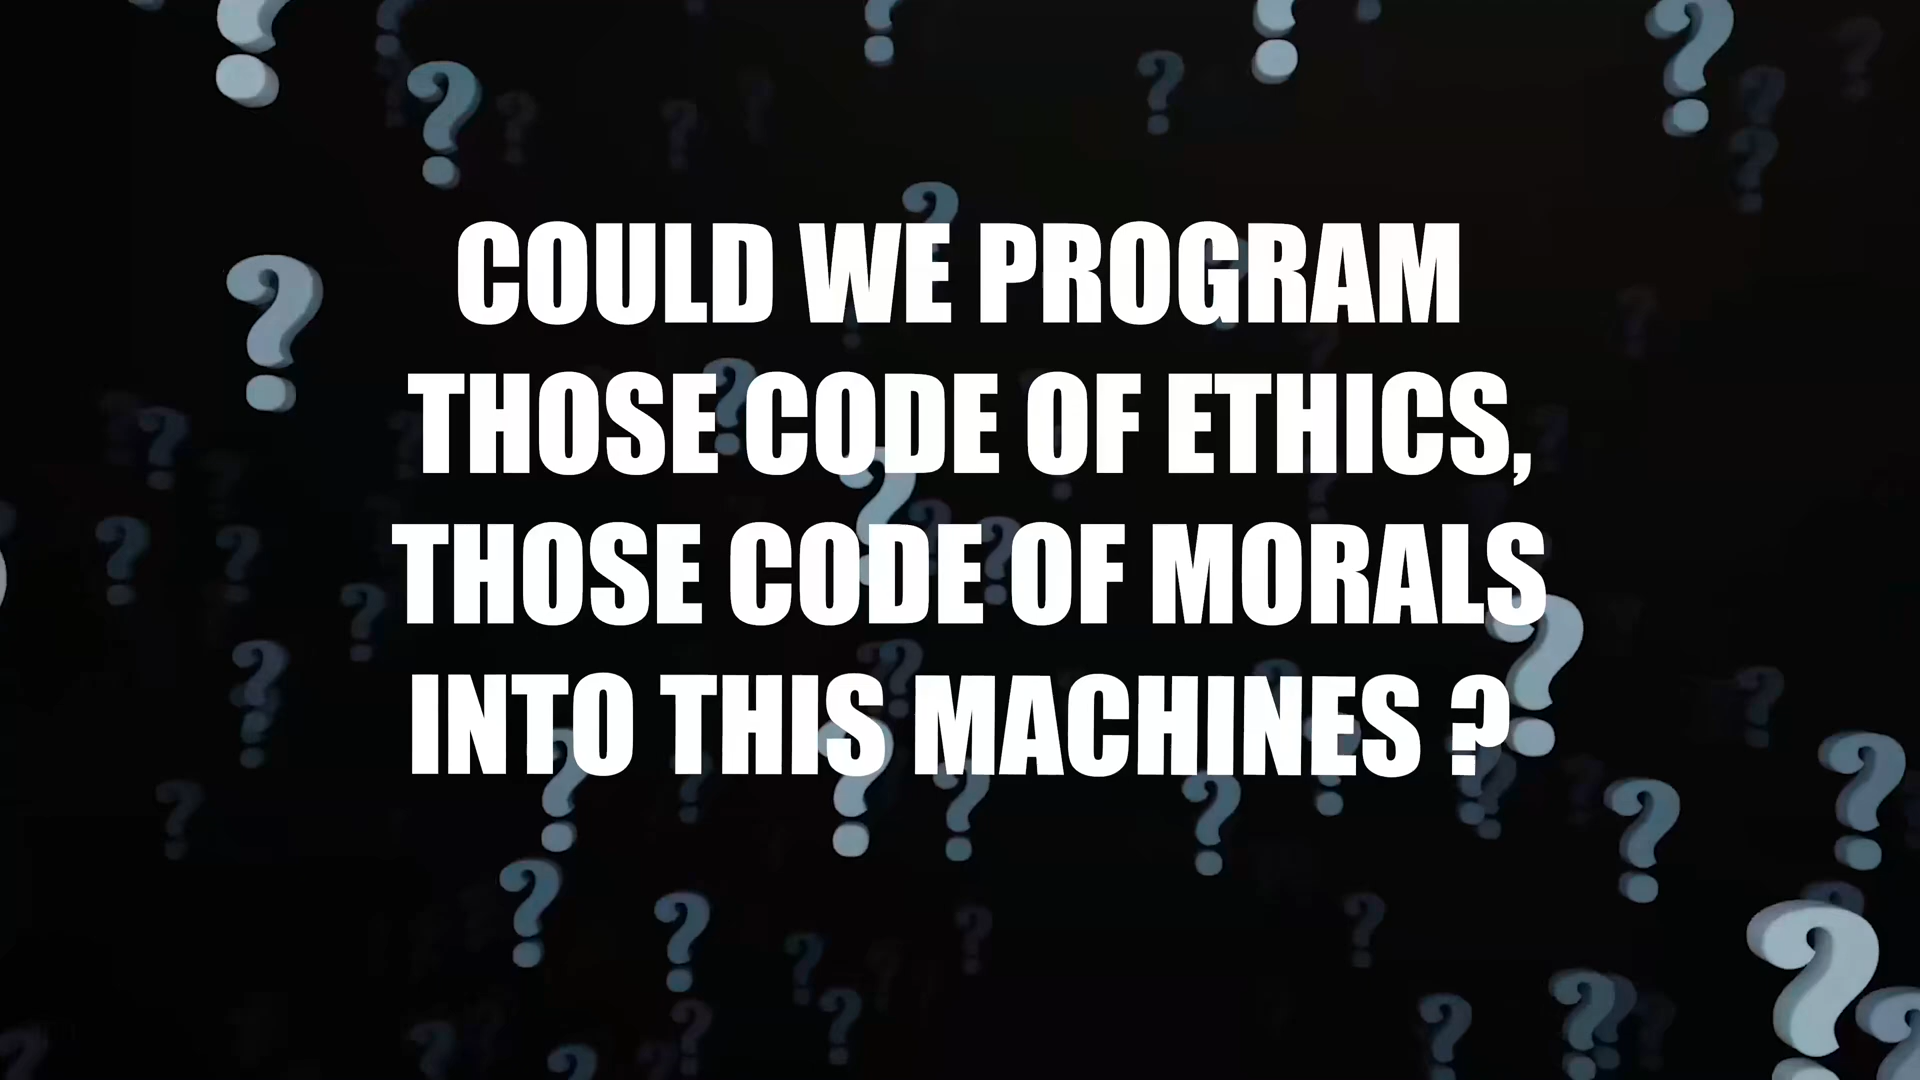 COULD WE PROGRAM
THOSE CODE OF ETHICS,
THOSE CODE OF MORALS
INTO THIS MACHINES ?